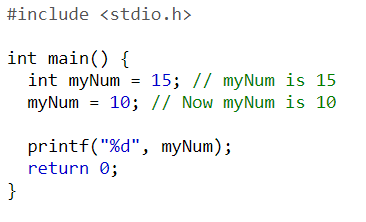 #include <stdio.h>

int main() {
  int myNum = 15; // myNum is 15
  myNum = 10; // Now myNum is 10

  printf("%d", myNum);
  return 0;
}